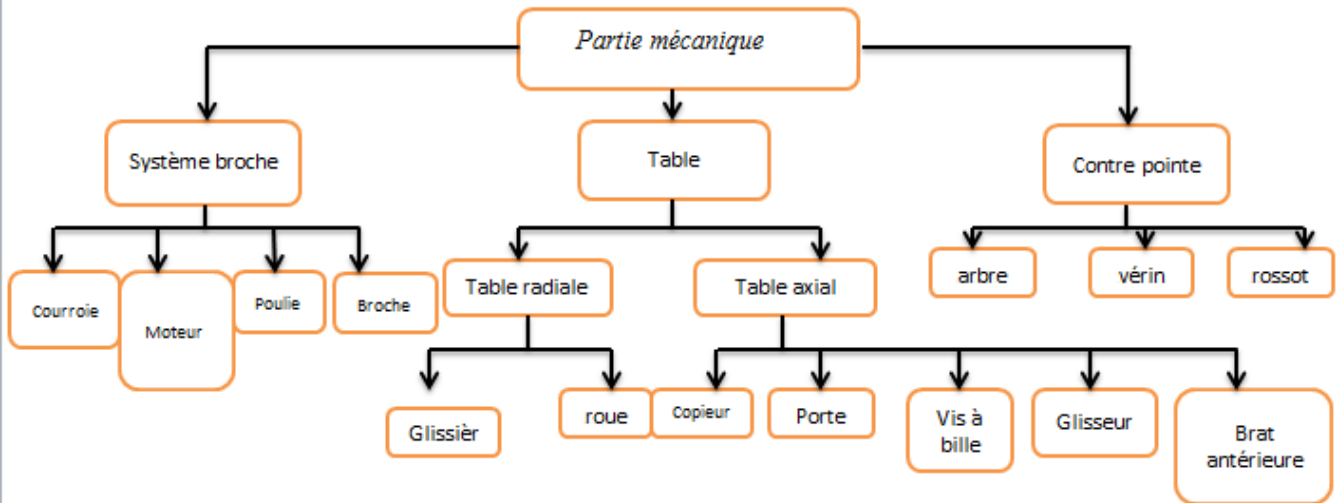 Partie mécanique
Système broche
Table
Contre pointe
Courroie
Moteur
Poulie
Broche
Table radiale
Table axial
arbre
vérin
rossot
Glissièr
roue
Copieur
Porte
Vis à
bille
Glisseur
Brat
antérieure